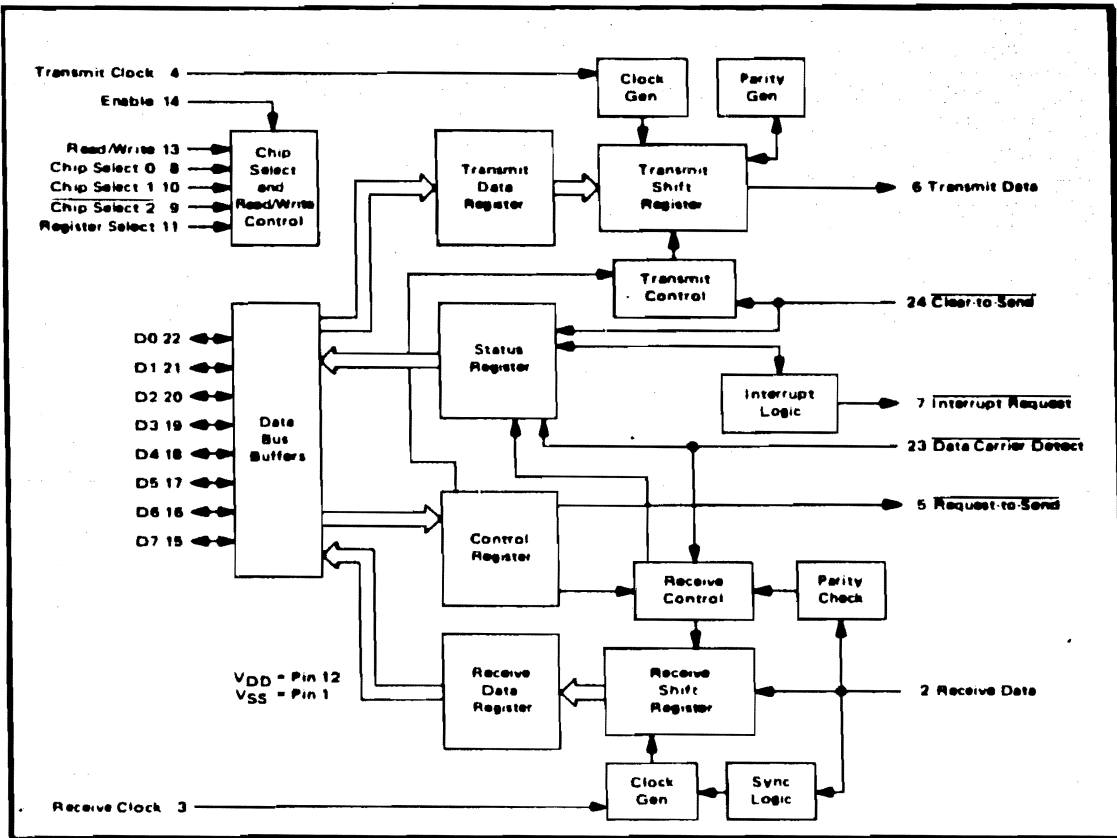 Transmit Clock 4
Enable 14
Read/Write 13
Chip Select 0 8
Chip Select 1 10
Chip Select 2 9
Register Select 11
Chip
Select
and
Read/Write
Control
Clock
Gen
Parity
Gen
Transmit
Data
Register
Transmit
Shift
Register
6 Transmit Data
Transmit
Control
24 Clear-to-Send
D0 22
D1 21
D2 20
D3 19
D4 18
D5 17
D6 16
D7 15
Data
Bus
Buffers
Status
Register
Interrupt
Logic
7 Interrupt Request
23 Data Carrier Detect
5 Request-to-Send
Control
Register
Receive
Control
Parity
Check
VDD = Pin 12
VSS = Pin 1
Receive
Data
Register
Receive
Shift
Register
2 Receive Data
Clock
Gen
Sync
Logic
Receive Clock 3